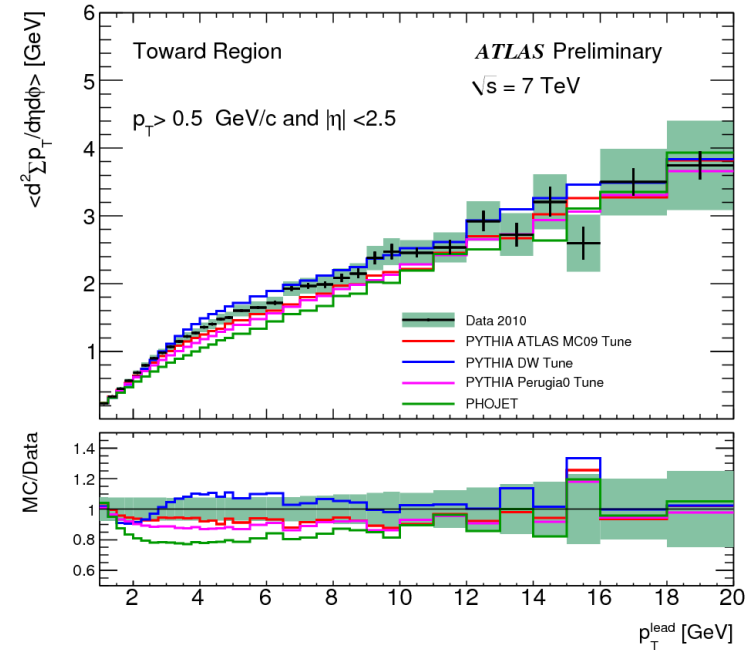 <d²Σp_T/dηdϕ> [GeV]
6
5
4
3
2
1
Toward Region
ATLAS Preliminary
√s = 7 TeV
p_T> 0.5 GeV/c and |η| <2.5
Data 2010
PYTHIA ATLAS MC09 Tune
PYTHIA DW Tune
PYTHIA Perugia0 Tune
PHOJET
MC/Data
1.4
1.2
1
0.8
0.6
2 4 6 8 10 12 14 16 18 20
p_T^lead [GeV]